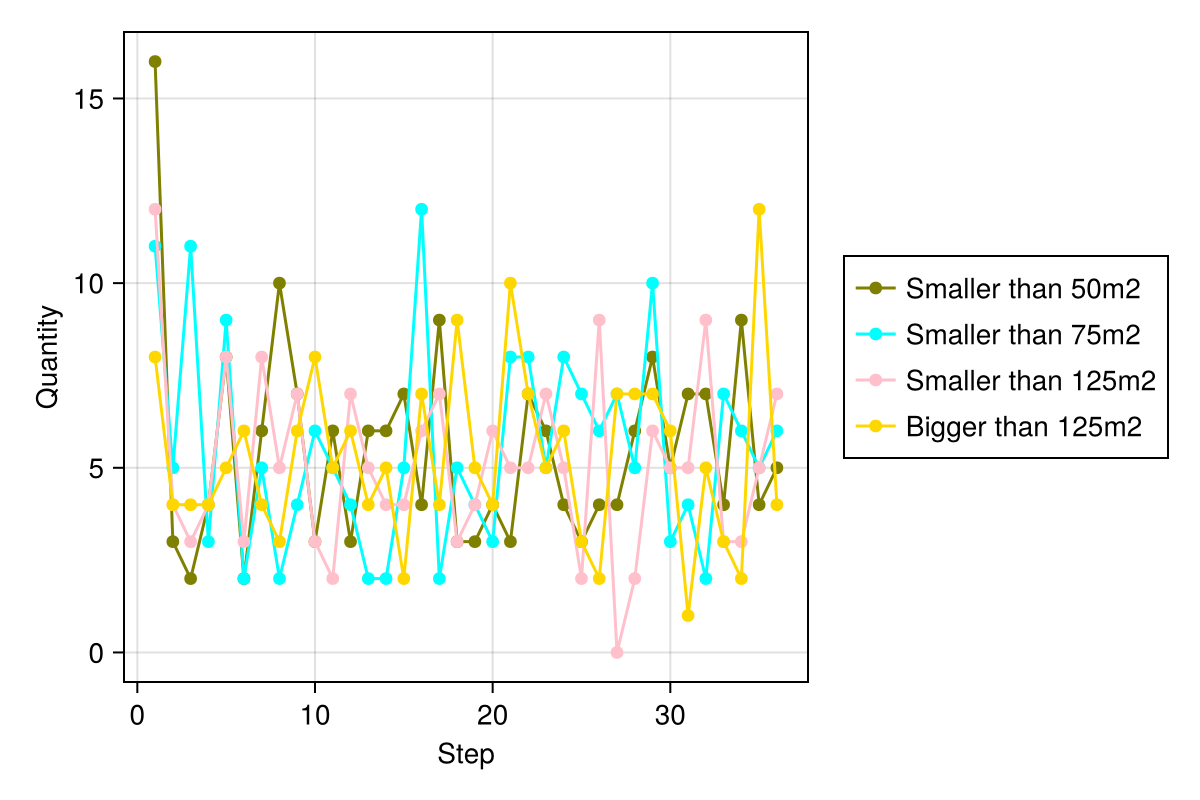 15
10
5
0
Quantity
0 10 20 30
Step
Smaller than 50m2
Smaller than 75m2
Smaller than 125m2
Bigger than 125m2